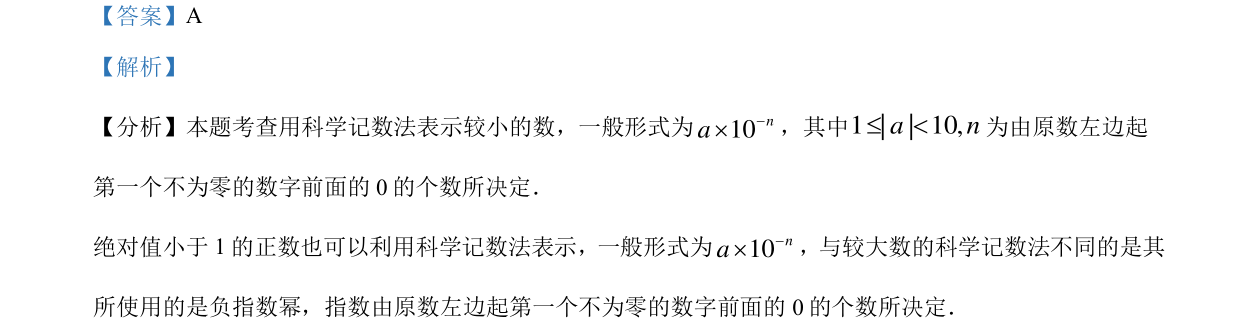 【答案】A
【解析】
【分析】本题考查用科学记数法表示较小的数，一般形式为a×10⁻ⁿ，其中1≤|a|<10,n为由原数左边起
第一个不为零的数字前面的 0 的个数所决定．
绝对值小于 1 的正数也可以利用科学记数法表示，一般形式为a×10⁻ⁿ，与较大数的科学记数法不同的是其
所使用的是负指数幂，指数由原数左边起第一个不为零的数字前面的 0 的个数所决定．